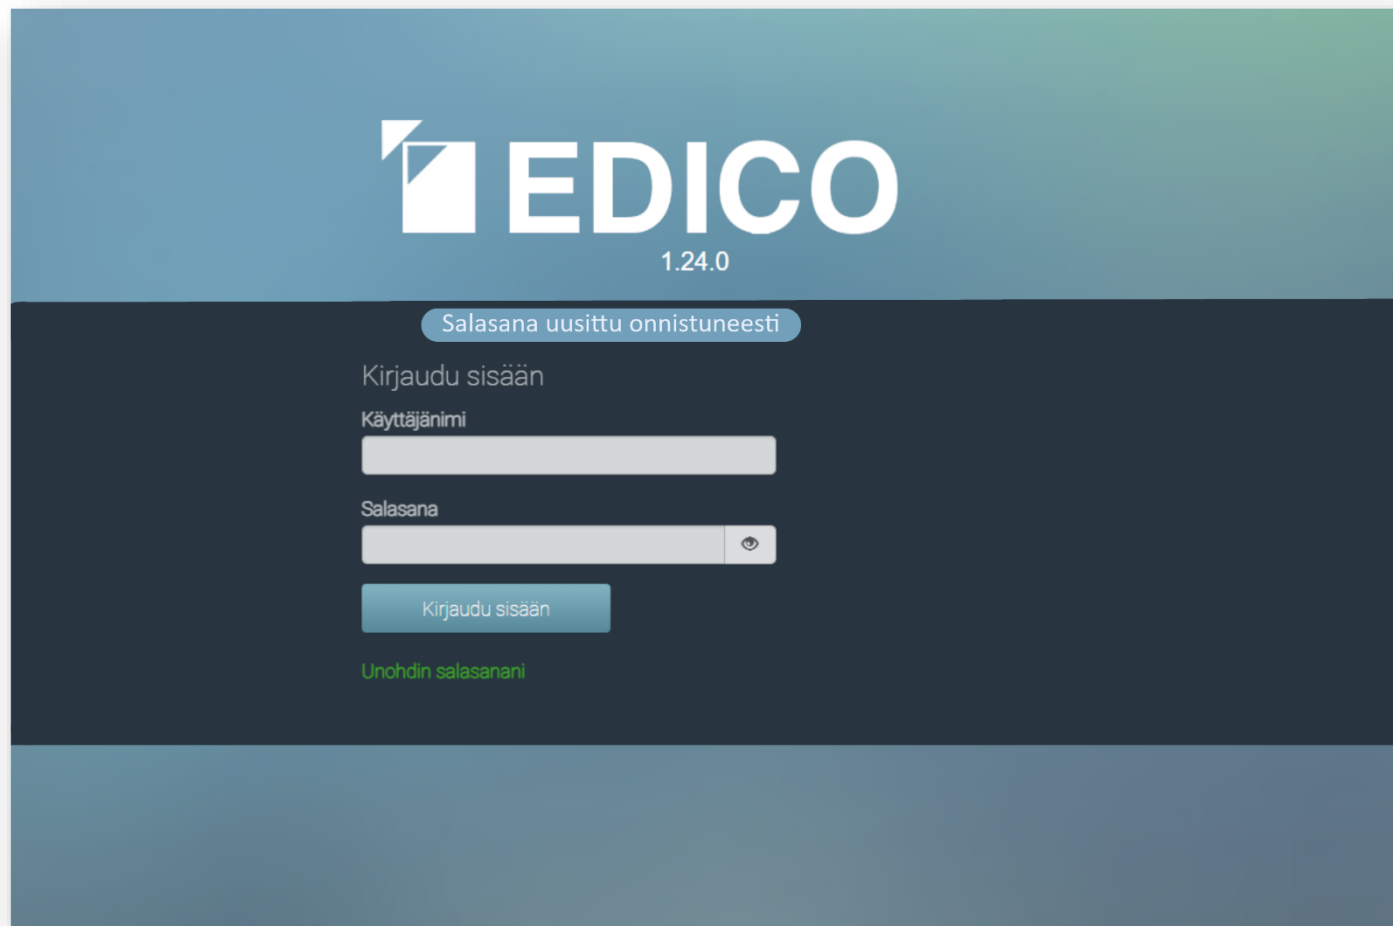 EDICO
1.24.0
Salasana uusittu onnistuneesti
Kirjaudu sisään
Käyttäjänimi
Salasana
Kirjaudu sisään
Unohdin salasanani